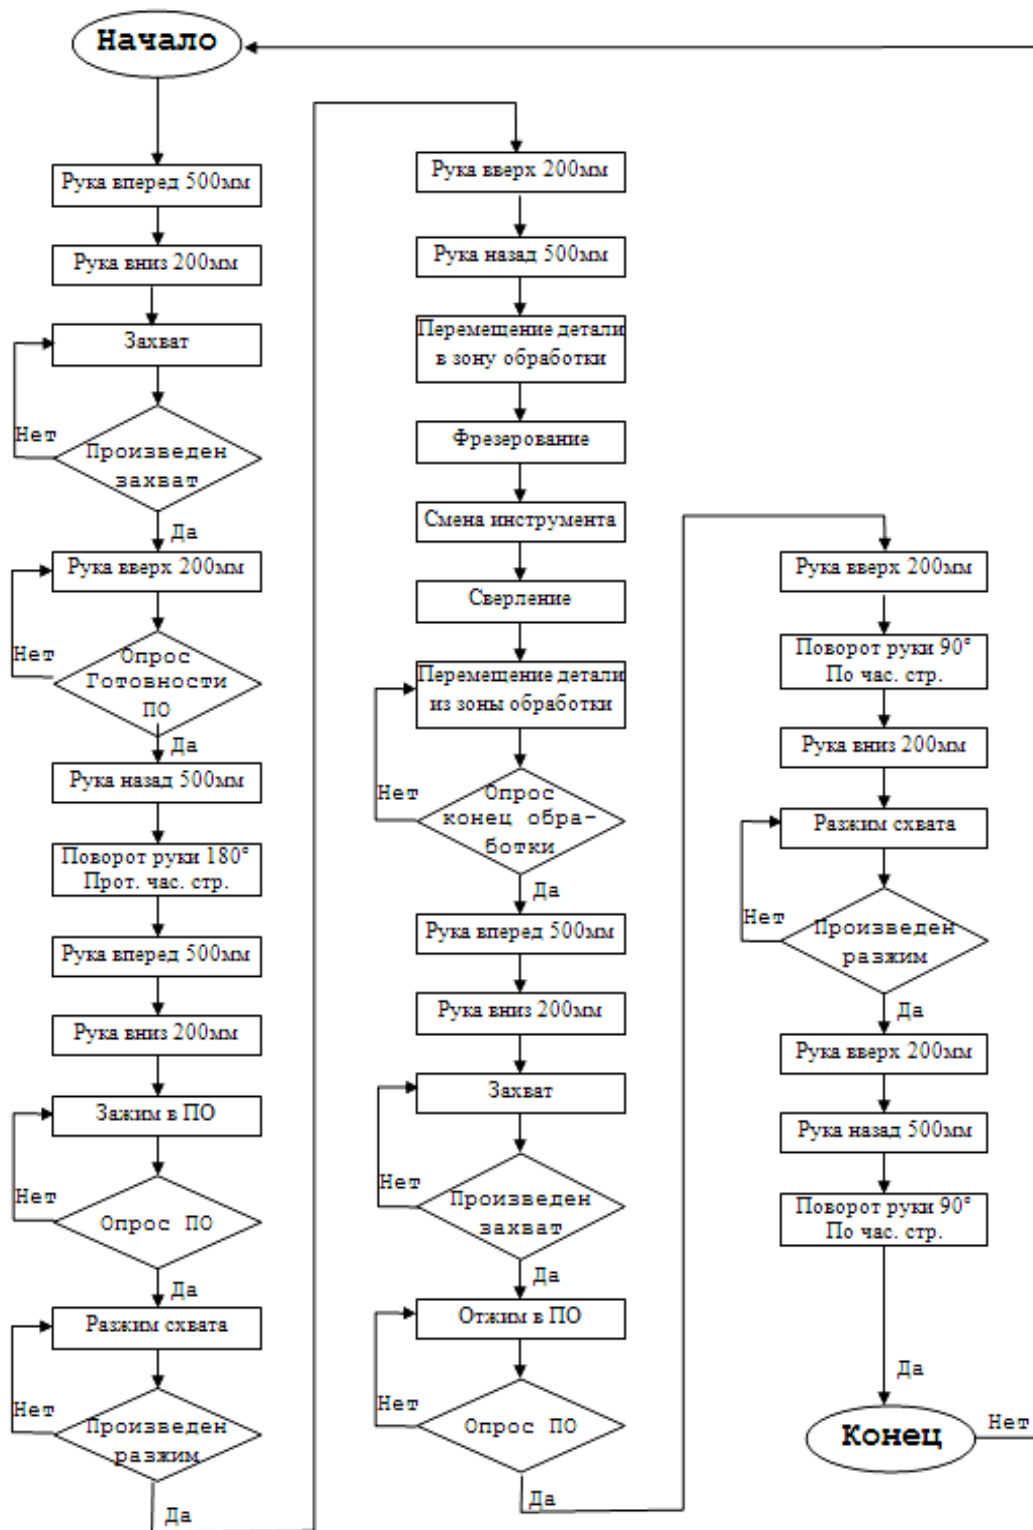 Начало
Рука вперед 500мм
Рука вниз 200мм
Захват
Нет
Произведен
захват
Да
Рука вверх 200мм
Нет
Опрос
Готовности
ПО
Да
Рука назад 500мм
Поворот руки 180°
Прот. час. стр.
Рука вперед 500мм
Рука вниз 200мм
Зажим в ПО
Нет
Опрос ПО
Да
Разжим схвата
Нет
Произведен
разжим
Да
Рука вверх 200мм
Рука назад 500мм
Перемещение детали
в зону обработки
Фрезерование
Смена инструмента
Сверление
Перемещение детали
из зоны обработки
Нет
Опрос
конец обра-
ботки
Да
Рука вперед 500мм
Рука вниз 200мм
Захват
Нет
Произведен
захват
Да
Отжим в ПО
Нет
Опрос ПО
Да
Рука вверх 200мм
Поворот руки 90°
По час. стр.
Рука вниз 200мм
Разжим схвата
Нет
Произведен
разжим
Да
Рука вверх 200мм
Рука назад 500мм
Поворот руки 90°
По час. стр.
Да
Конец
Нет